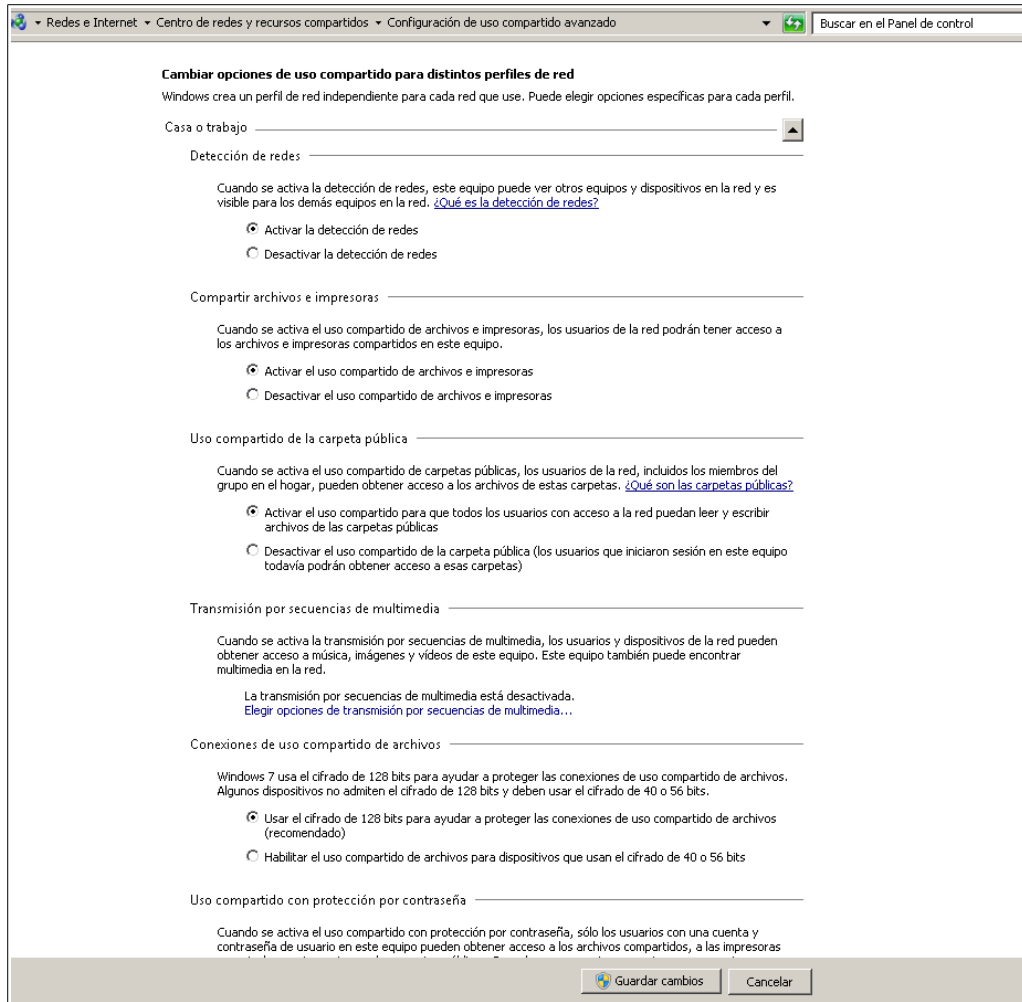 Redes e Internet Centro de redes y recursos compartidos Configuración de uso compartido avanzado
Buscar en el Panel de control
Cambiar opciones de uso compartido para distintos perfiles de red
Windows crea un perfil de red independiente para cada red que use. Puede elegir opciones específicas para cada perfil.
Casa o trabajo
Detección de redes
Cuando se activa la detección de redes, este equipo puede ver otros equipos y dispositivos en la red y es
visible para los demás equipos en la red. ¿Qué es la detección de redes?
Activar la detección de redes
Desactivar la detección de redes
Compartir archivos e impresoras
Cuando se activa el uso compartido de archivos e impresoras, los usuarios de la red podrán tener acceso a
los archivos e impresoras compartidos en este equipo.
Activar el uso compartido de archivos e impresoras
Desactivar el uso compartido de archivos e impresoras
Uso compartido de la carpeta pública
Cuando se activa el uso compartido de carpetas públicas, los usuarios de la red, incluidos los miembros del
grupo en el hogar, pueden obtener acceso a los archivos de estas carpetas. ¿Qué son las carpetas públicas?
Activar el uso compartido para que todos los usuarios con acceso a la red puedan leer y escribir
archivos de las carpetas públicas
Desactivar el uso compartido de la carpeta pública (los usuarios que iniciaron sesión en este equipo
todavía podrán obtener acceso a esas carpetas)
Transmisión por secuencias de multimedia
Cuando se activa la transmisión por secuencias de multimedia, los usuarios y dispositivos de la red pueden
obtener acceso a música, imágenes y vídeos de este equipo. Este equipo también puede encontrar
multimedia en la red.
La transmisión por secuencias de multimedia está desactivada.
Elegir opciones de transmisión por secuencias de multimedia...
Conexiones de uso compartido de archivos
Windows 7 usa el cifrado de 128 bits para ayudar a proteger las conexiones de uso compartido de archivos.
Algunos dispositivos no admiten el cifrado de 128 bits y deben usar el cifrado de 40 o 56 bits.
Usar el cifrado de 128 bits para ayudar a proteger las conexiones de uso compartido de archivos
(recomendado)
Habilitar el uso compartido de archivos para dispositivos que usan el cifrado de 40 o 56 bits
Uso compartido con protección por contraseña
Cuando se activa el uso compartido con protección por contraseña, sólo los usuarios con una cuenta y
contraseña de usuario en este equipo pueden obtener acceso a los archivos compartidos, a las impresoras
Guardar cambios
Cancelar